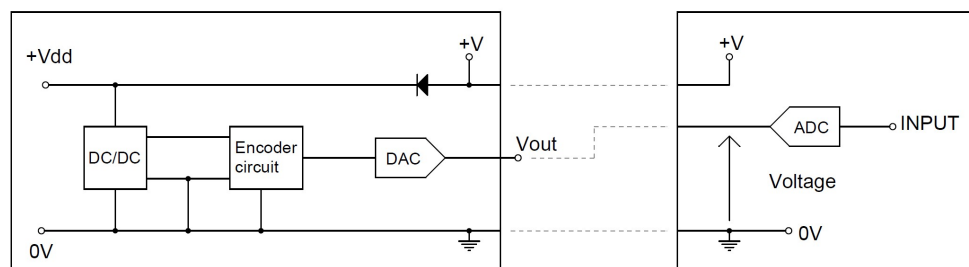 +Vdd
+V
+V
DC/DC
Encoder
circuit
DAC
Vout
ADC
INPUT
Voltage
0V
0V